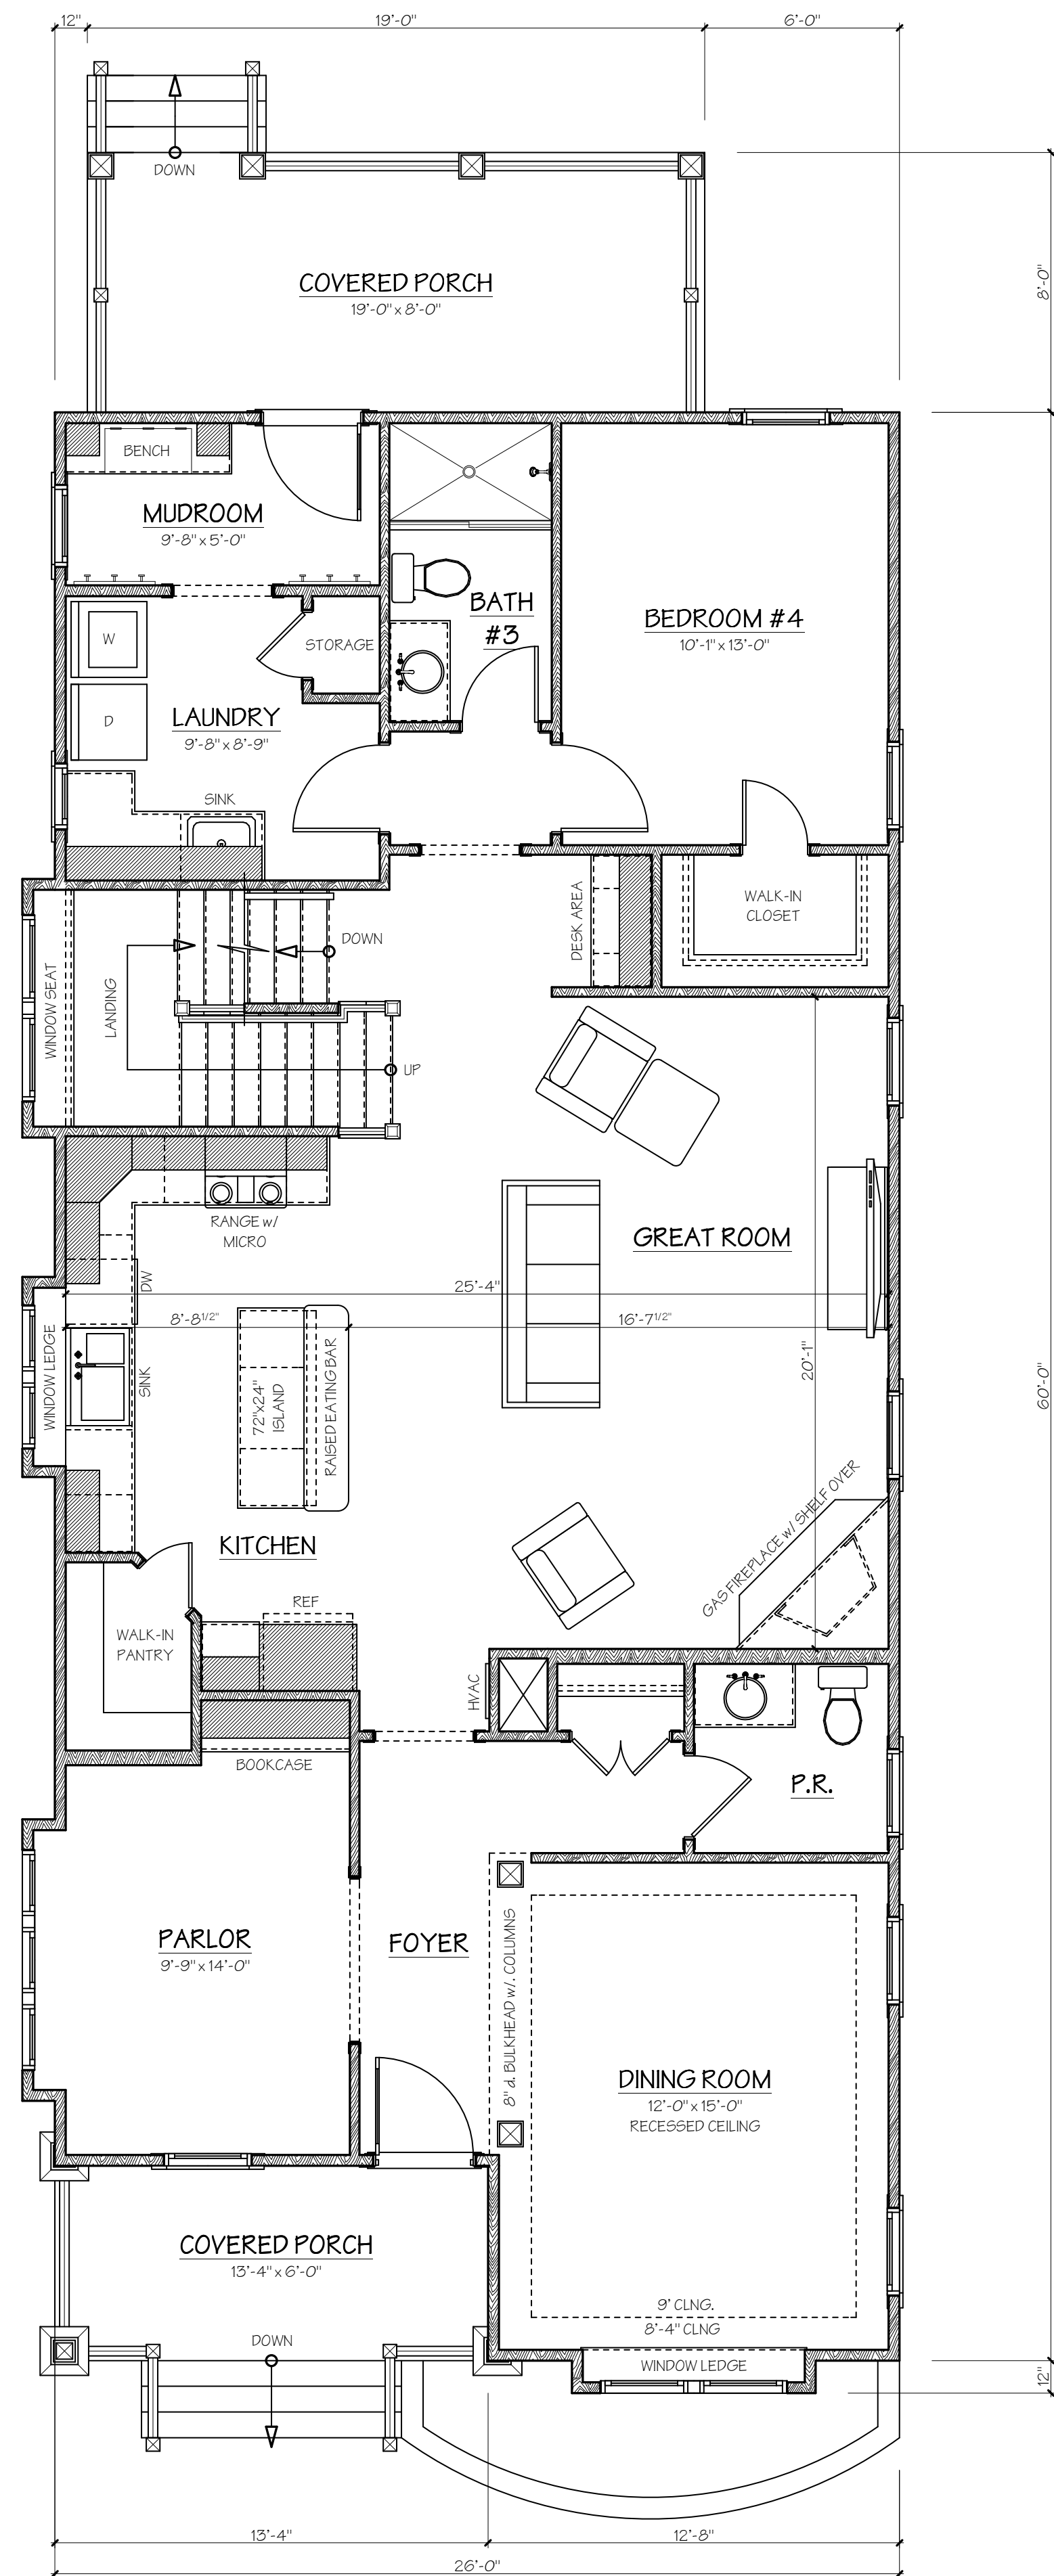 12"
19'-0"
6'-0"
DOWN
COVERED PORCH
19'-0" x 8'-0"
8'-0"
BENCH
MUDROOM
9'-8" x 5'-0"
BATH
#3
BEDROOM #4
10'-1" x 13'-0"
W
STORAGE
D
LAUNDRY
9'-8" x 8'-9"
SINK
WALK-IN
CLOSET
DESK AREA
DOWN
WINDOW SEAT
LANDING
UP
RANGE w/
MICRO
GREAT ROOM
DW
25'-4"
8'-8 1/2"
16'-7 1/2"
20'-1"
60'-0"
WINDOW LEDGE
SINK
72"x24"
ISLAND
RAISED EATING BAR
GAS FIREPLACE w/ SHELF OVER
KITCHEN
REF
WALK-IN
PANTRY
HVAC
BOOKCASE
P.R.
PARLOR
9'-9" x 14'-0"
FOYER
8" d. BULKHEAD w/. COLUMNS
DINING ROOM
12'-0" x 15'-0"
RECESSED CEILING
COVERED PORCH
13'-4" x 6'-0"
9' CLNG.
8'-4" CLNG
DOWN
WINDOW LEDGE
12"
13'-4"
12'-8"
26'-0"